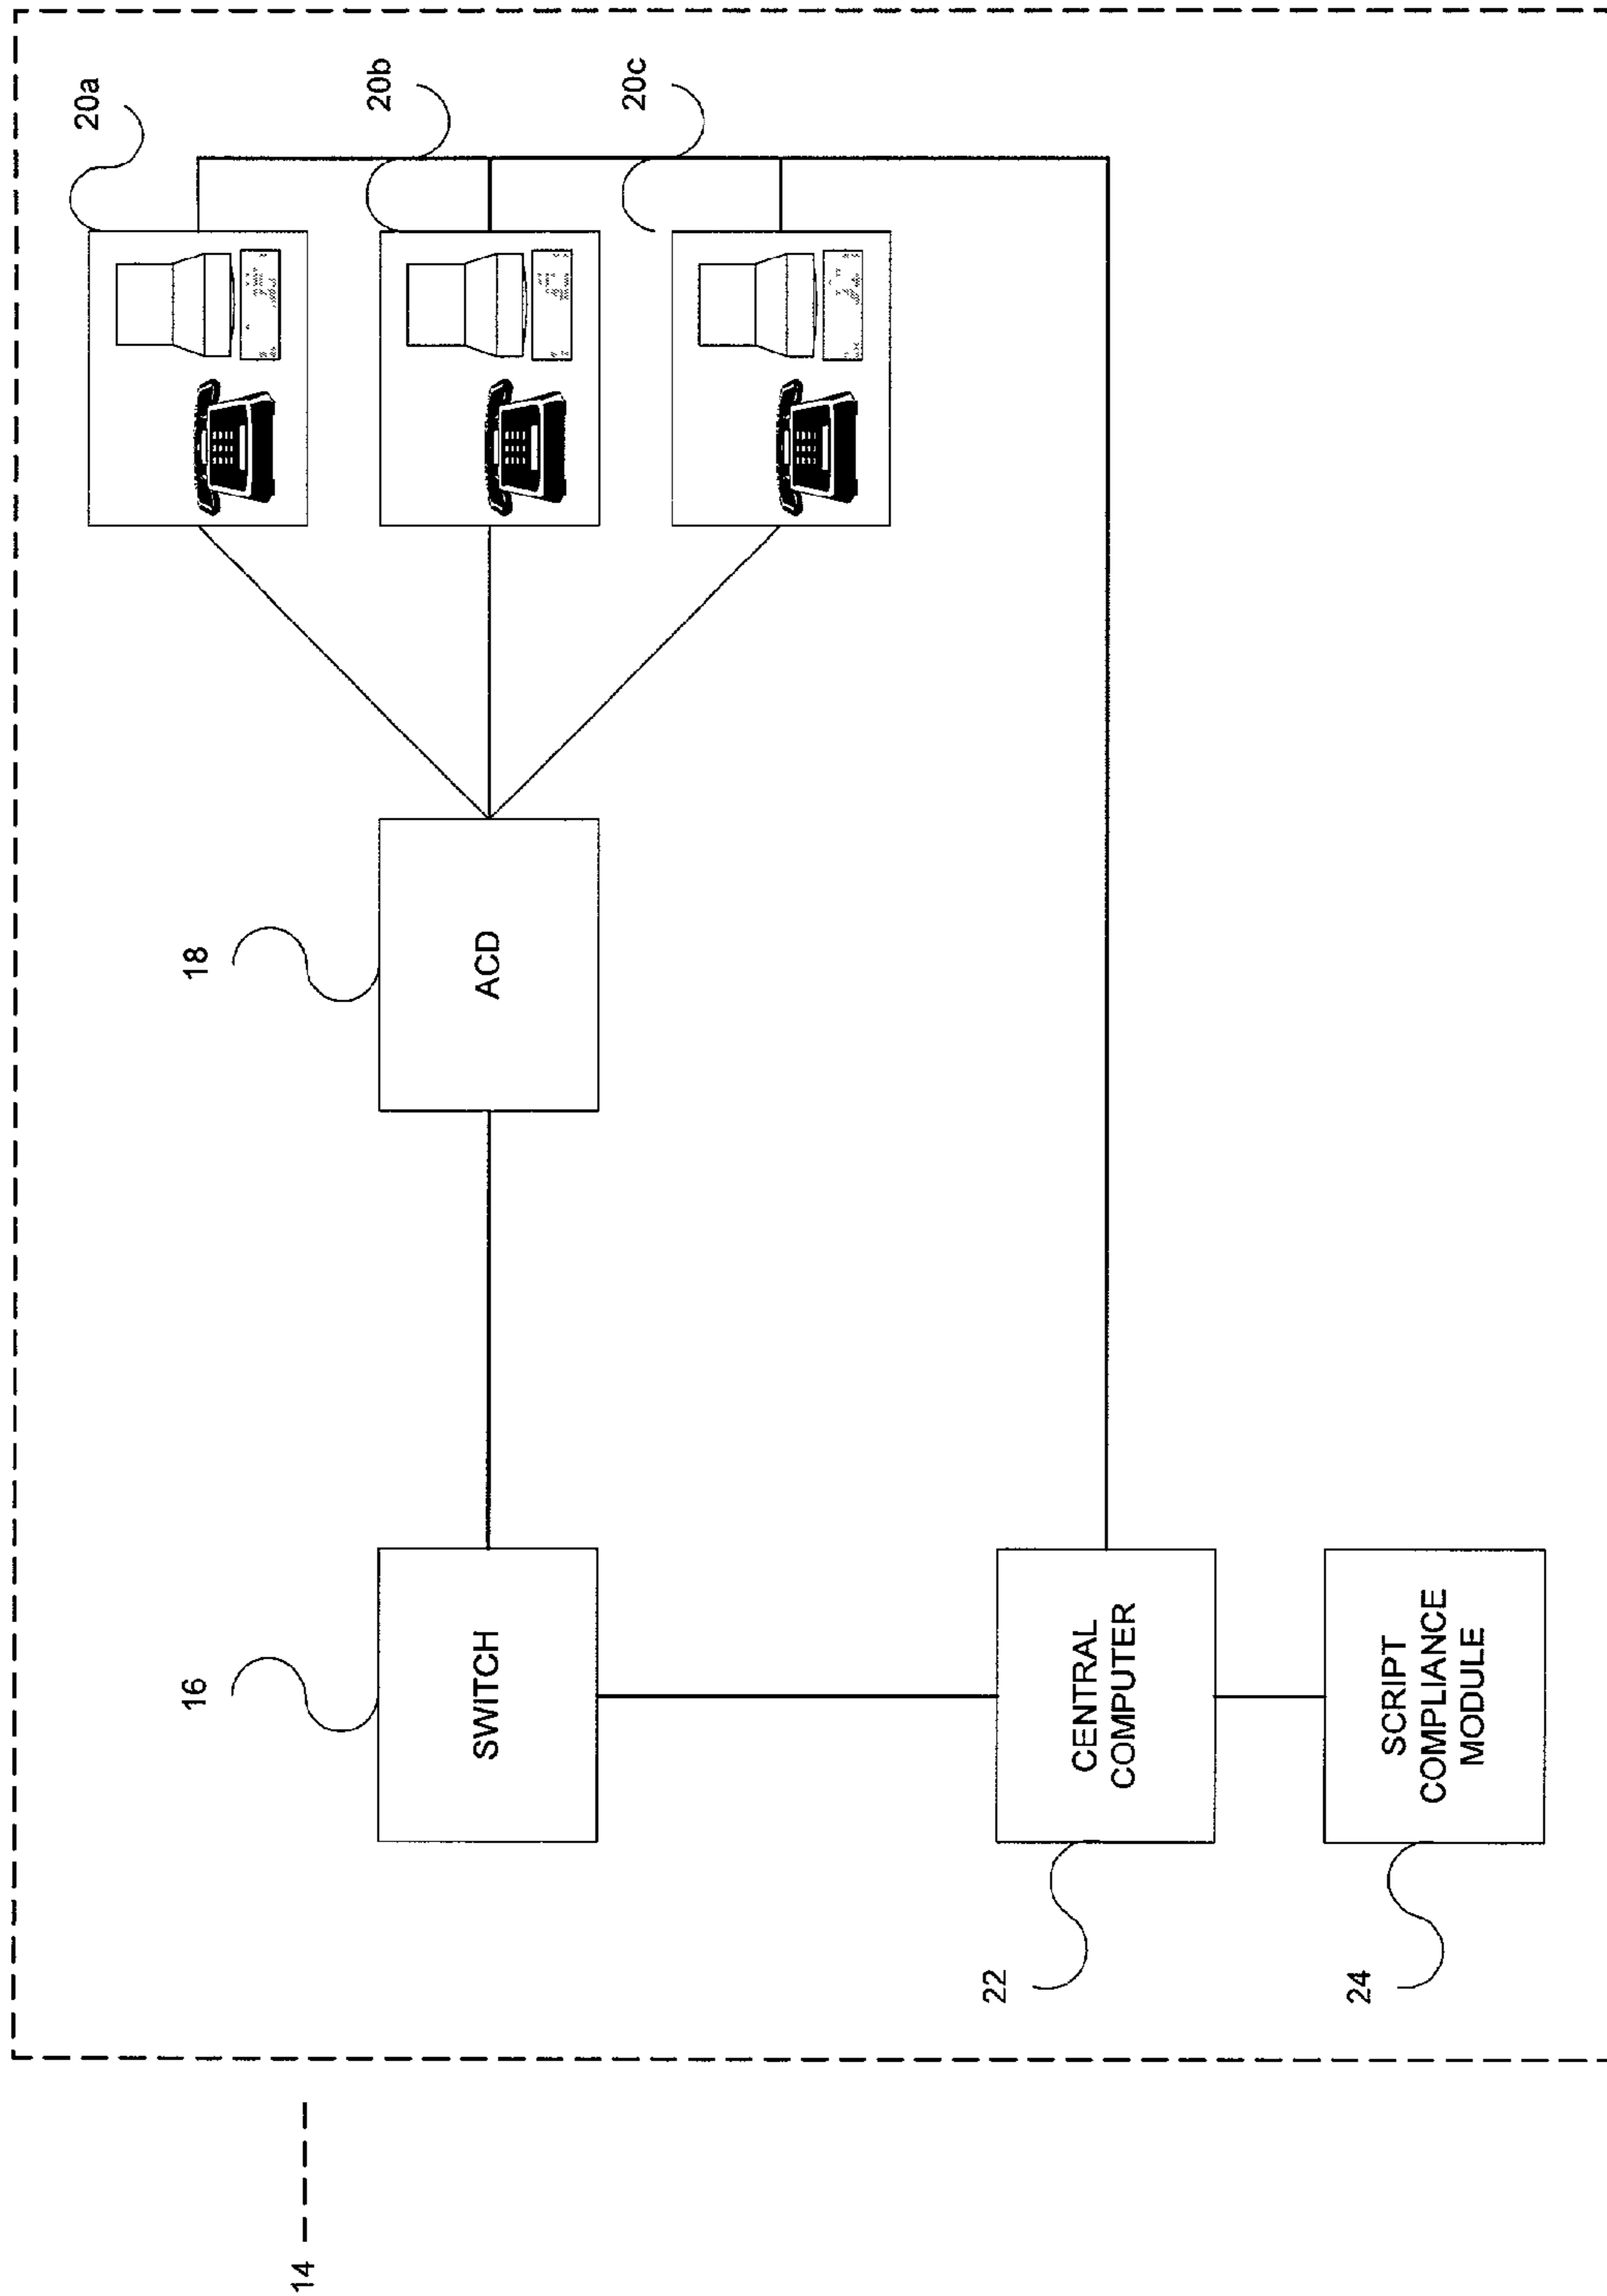 14
16
SWITCH
18
ACD
20a
20b
20c
22
CENTRAL
COMPUTER
24
SCRIPT
COMPLIANCE
MODULE